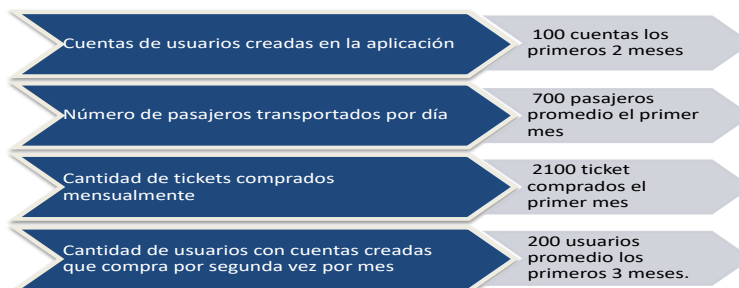 Cuentas de usuarios creadas en la aplicación
100 cuentas los
primeros 2 meses
Número de pasajeros transportados por día
700 pasajeros
promedio el primer
mes
Cantidad de tickets comprados
mensualmente
2100 ticket
comprados el
primer mes
Cantidad de usuarios con cuentas creadas
que compra por segunda vez por mes
200 usuarios
promedio los
primeros 3 meses.